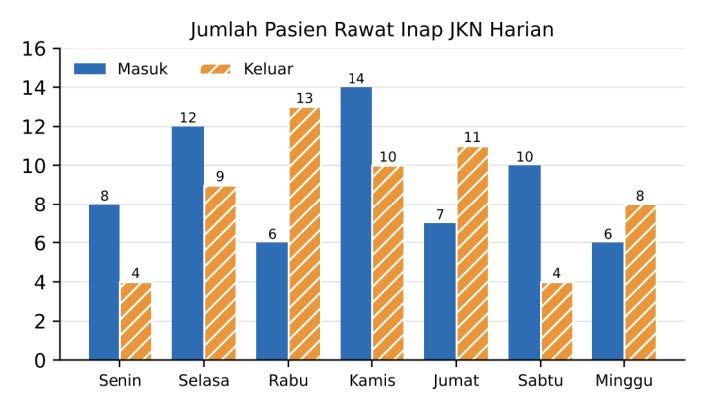 Jumlah Pasien Rawat Inap JKN Harian
Masuk Keluar
16
14
12
10
8
6
4
2
0
8 4 12 9 6 13 14 10 7 11 10 4 6 8
Senin Selasa Rabu Kamis Jumat Sabtu Minggu